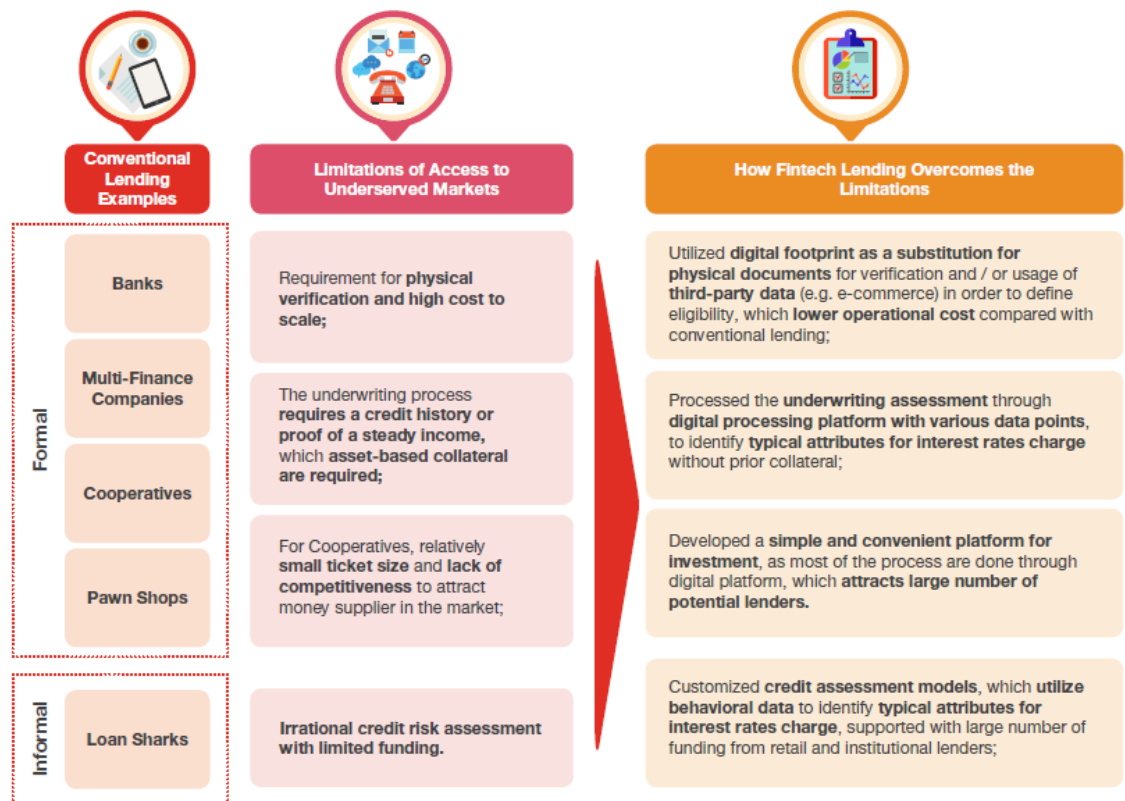 Conventional
Lending
Examples
Limitations of Access to
Underserved Markets
How Fintech Lending Overcomes the
Limitations
Formal
Banks
Multi-Finance
Companies
Cooperatives
Pawn Shops
Requirement for physical
verification and high cost to
scale;
The underwriting process
requires a credit history or
proof of a steady income,
which asset-based collateral
are required;
For Cooperatives, relatively
small ticket size and lack of
competitiveness to attract
money supplier in the market;
Utilized digital footprint as a substitution for
physical documents for verification and / or usage of
third-party data (e.g. e-commerce) in order to define
eligibility, which lower operational cost compared with
conventional lending;
Processed the underwriting assessment through
digital processing platform with various data points,
to identify typical attributes for interest rates charge
without prior collateral;
Developed a simple and convenient platform for
investment, as most of the process are done through
digital platform, which attracts large number of
potential lenders.
Informal
Loan Sharks
Irrational credit risk assessment
with limited funding.
Customized credit assessment models, which utilize
behavioral data to identify typical attributes for
interest rates charge, supported with large number of
funding from retail and institutional lenders;